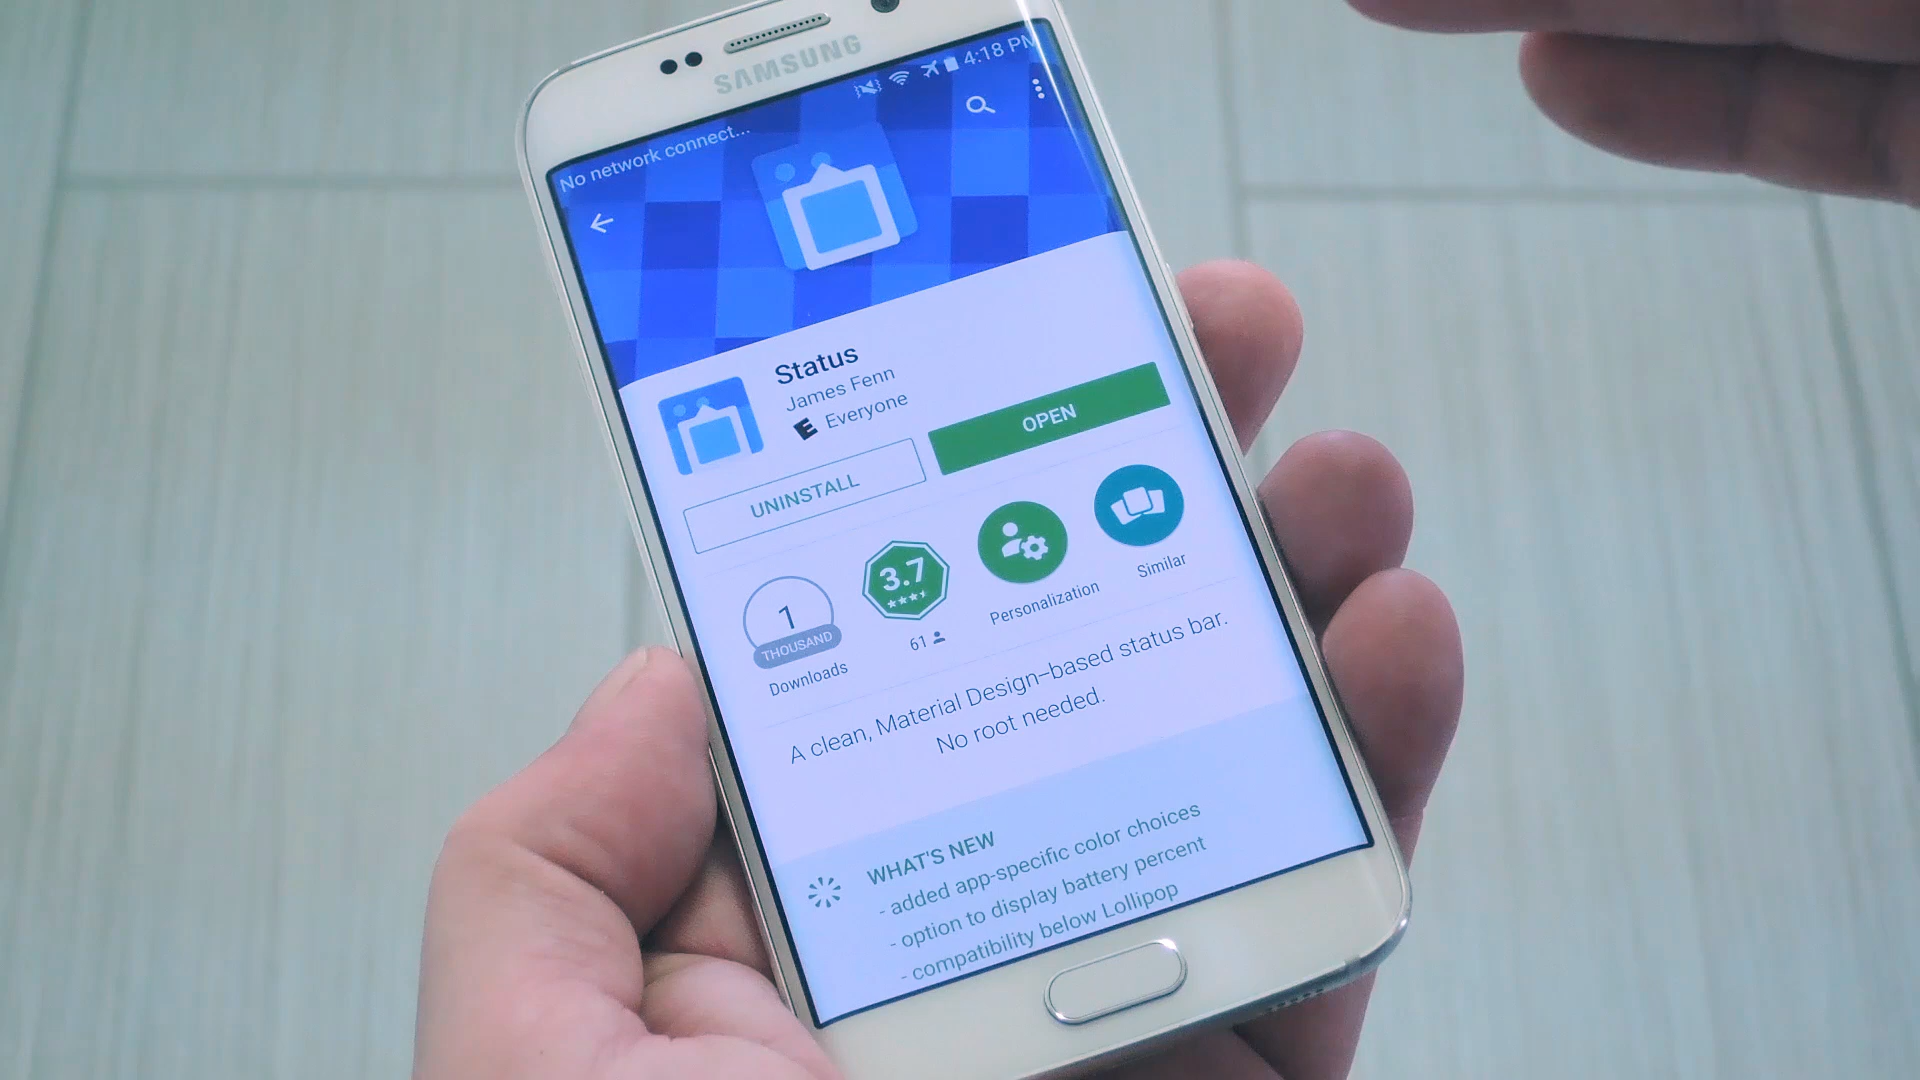 SAMSUNG
No network connect... 4:18 PM
Status
James Fenn
E Everyone
UNINSTALL
OPEN
1
THOUSAND
Downloads
3.7
61
Personalization
Similar
A clean, Material Design-based status bar.
No root needed.
WHAT'S NEW
- added app-specific color choices
- option to display battery percent
- compatibility below Lollipop